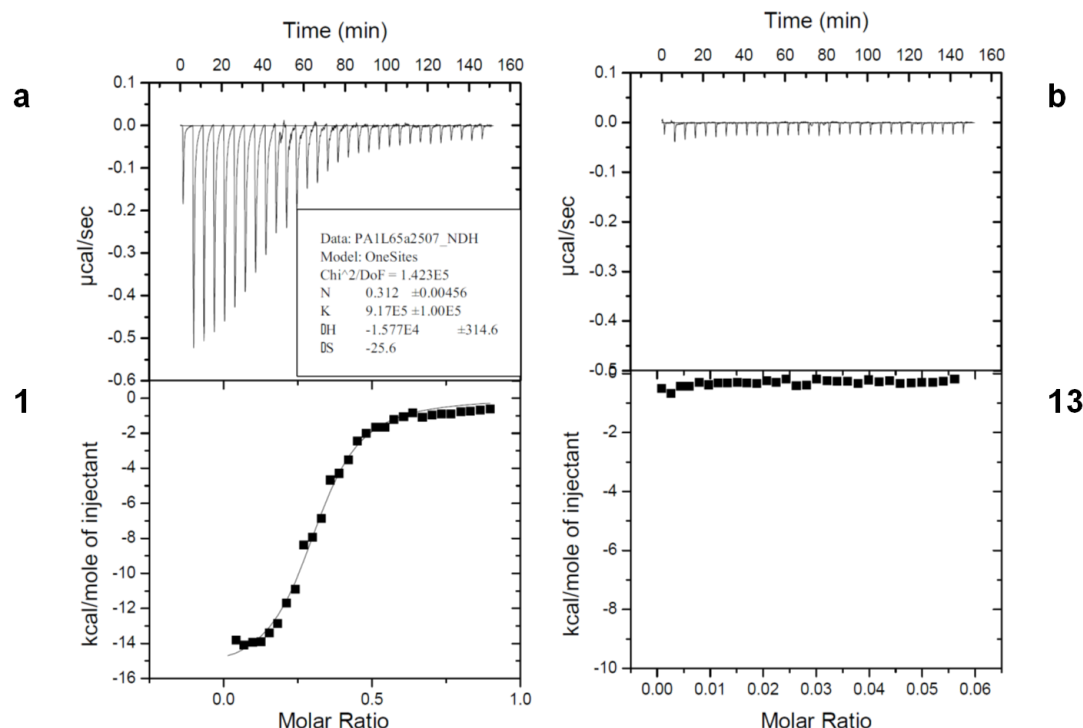 a
Time (min)
0 20 40 60 80 100 120 140 160
0.1
0.0
-0.1
-0.2
-0.3
-0.4
-0.5
-0.6
µcal/sec
Data: PA1L65a2507_NDH
Model: OneSites
Chi^2/DoF = 1.423E5
N 0.312 ±0.00456
K 9.17E5 ±1.00E5
H -1.577E4 ±314.6
S -25.6
1
0
-2
-4
-6
-8
-10
-12
-14
-16
kcal/mole of injectant
0.0 0.5 1.0
Molar Ratio
b
Time (min)
0 20 40 60 80 100 120 140 160
0.1
0.0
-0.1
-0.2
-0.3
-0.4
-0.5
µcal/sec
13
0
-2
-4
-6
-8
-10
kcal/mole of injectant
0.00 0.01 0.02 0.03 0.04 0.05 0.06
Molar Ratio